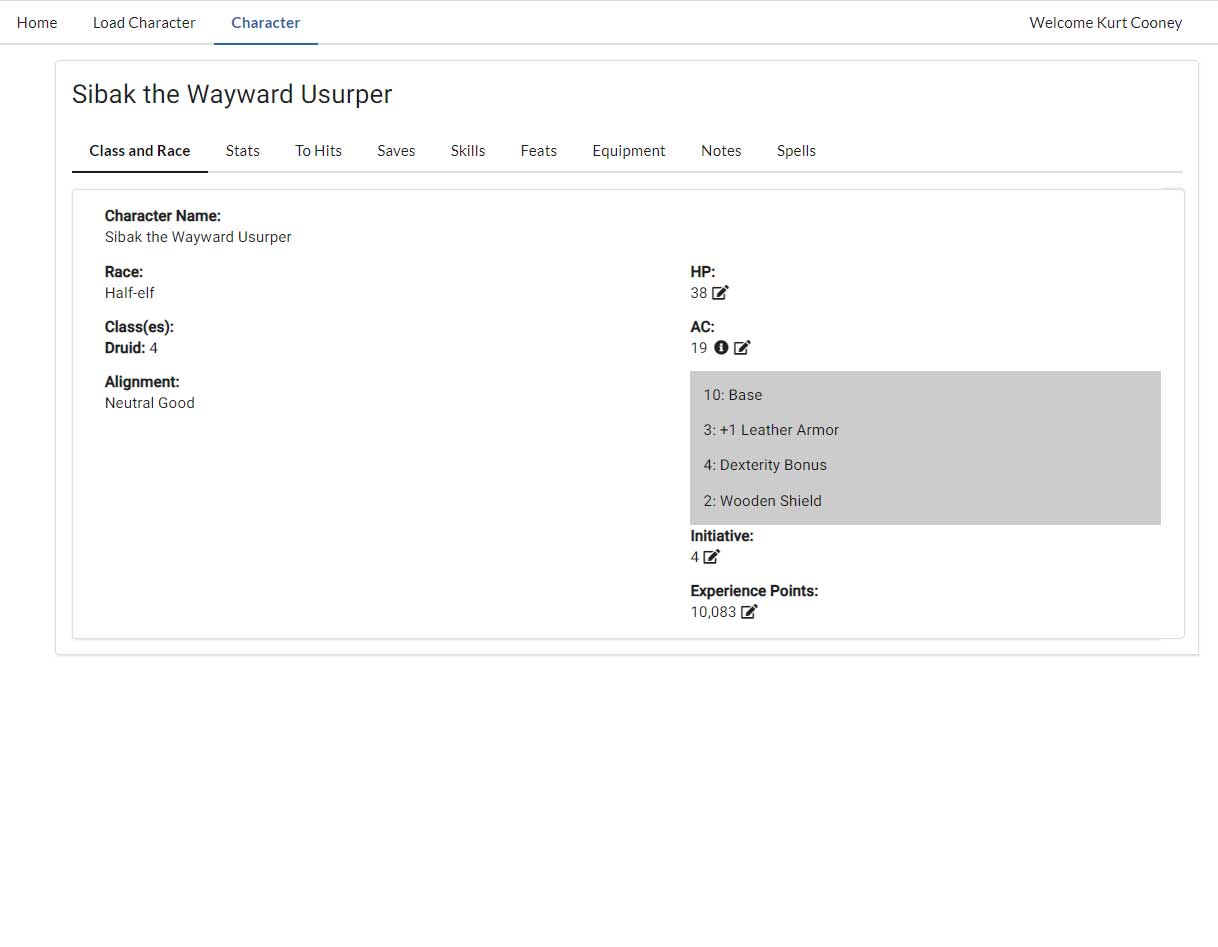 Home Load Character Character Welcome Kurt Cooney
Sibak the Wayward Usurper
Class and Race Stats To Hits Saves Skills Feats Equipment Notes Spells
Character Name:
Sibak the Wayward Usurper
Race:
Half-elf
Class(es):
Druid: 4
Alignment:
Neutral Good
HP:
38
AC:
19
10: Base
3: +1 Leather Armor
4: Dexterity Bonus
2: Wooden Shield
Initiative:
4
Experience Points:
10,083